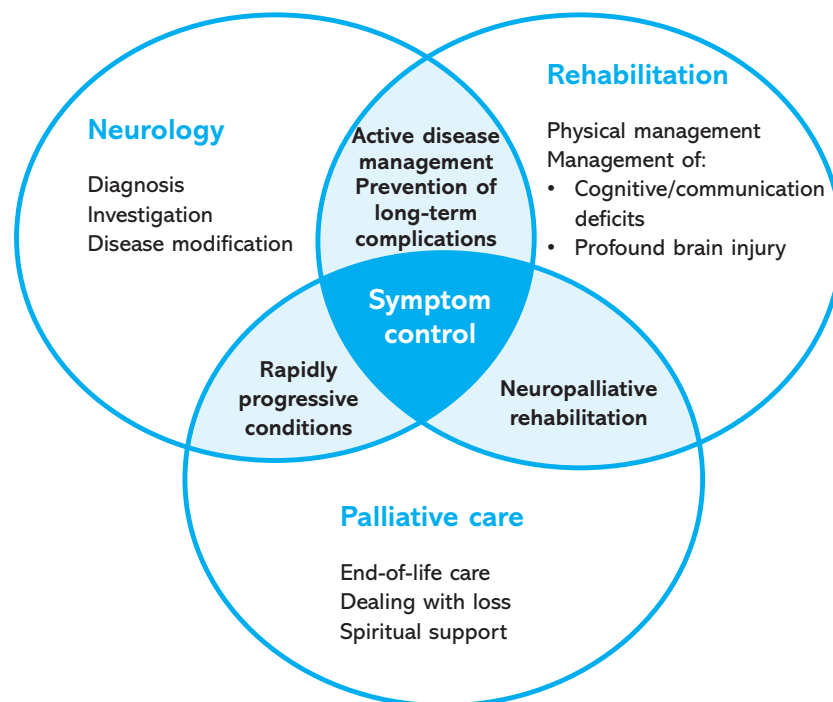 Neurology
Diagnosis
Investigation
Disease modification
Active disease
management
Prevention of
long-term
complications
Rehabilitation
Physical management
Management of:
• Cognitive/communication
deficits
• Profound brain injury
Symptom
control
Rapidly
progressive
conditions
Neuropalliative
rehabilitation
Palliative care
End-of-life care
Dealing with loss
Spiritual support